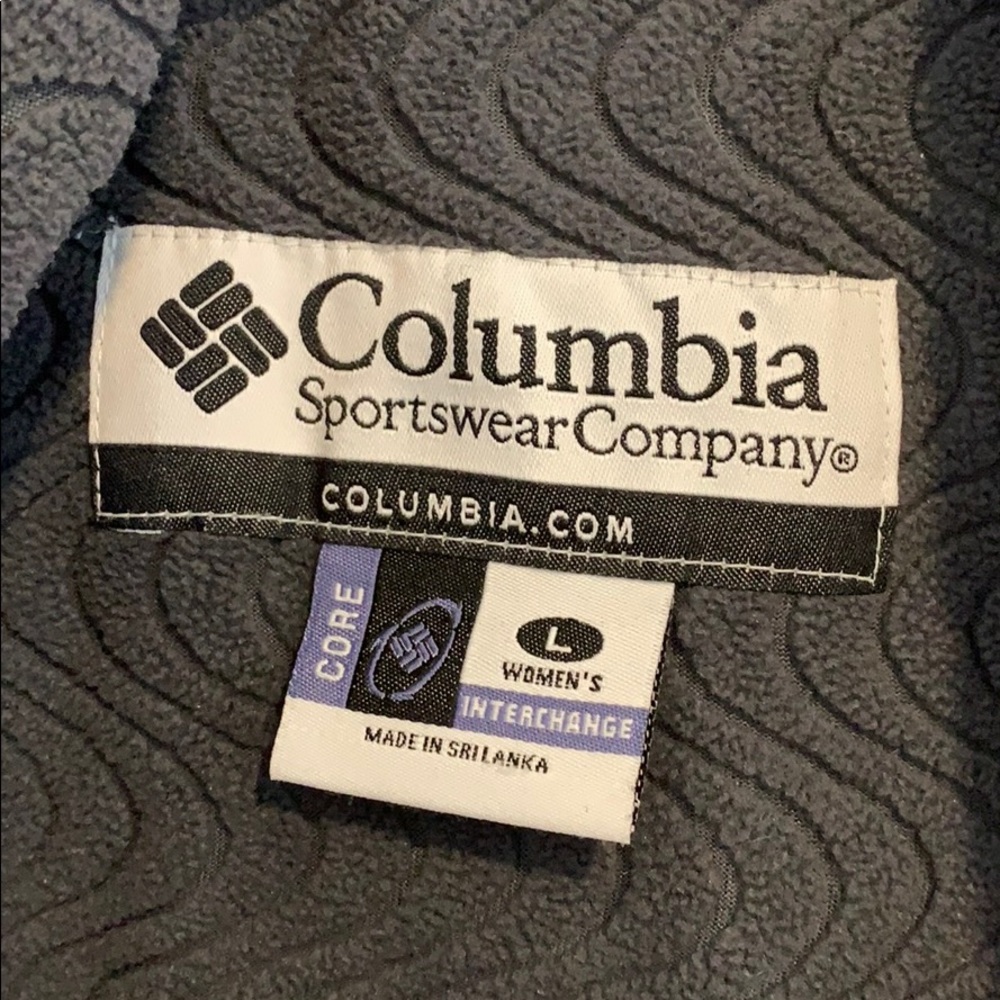 Columbia
Sportswear Company®
COLUMBIA.COM
CORE
L
WOMEN'S
INTERCHANGE
MADE IN SRI LANKA